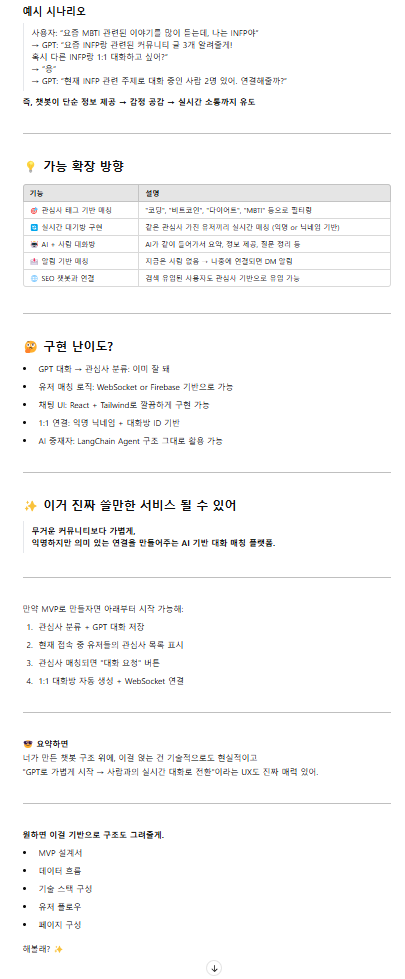 예시 시나리오
사용자: "요즘 MBTI 관련된 이야기를 많이 듣는데, 나는 INFP야"
→ GPT: "요즘 INFP랑 관련된 커뮤니티 글 3개 알려줄게!
혹시 다른 INFP랑 1:1 대화하고 싶어?"
→ "응"
→ GPT: "현재 INFP 관련 주제로 대화 중인 사람 2명 있어. 연결해줄까?"
즉, 챗봇이 단순 정보 제공 → 감정 공감 → 실시간 소통까지 유도
💡 가능 확장 방향
기능 설명
🎯 관심사 태그 기반 매칭 "코딩", "비트코인", "다이어트", "MBTI" 등으로 필터링
🔄 실시간 대기방 구현 같은 관심사 가진 유저끼리 실시간 매칭 (익명 or 닉네임 기반)
AI + 사람 대화방 AI가 같이 들어가서 요약, 정보 제공, 질문 정리 등
알림 기반 매칭 지금은 사람 없음 → 나중에 연결되면 DM 알림
🌐 SEO 챗봇과 연결 검색 유입된 사용자도 관심사 기반으로 유입 가능
🤔 구현 난이도?
• GPT 대화 → 관심사 분류: 이미 잘 돼
• 유저 매칭 로직: WebSocket or Firebase 기반으로 가능
• 채팅 UI: React + Tailwind로 깔끔하게 구현 가능
• 1:1 연결: 익명 닉네임 + 대화방 ID 기반
• AI 중재자: LangChain Agent 구조 그대로 활용 가능
✨ 이거 진짜 쓸만한 서비스 될 수 있어
무거운 커뮤니티보다 가볍게,
익명하지만 의미 있는 연결을 만들어주는 AI 기반 대화 매칭 플랫폼.
만약 MVP로 만들자면 아래부터 시작 가능해:
1. 관심사 분류 + GPT 대화 저장
2. 현재 접속 중 유저들의 관심사 목록 표시
3. 관심사 매칭되면 "대화 요청" 버튼
4. 1:1 대화방 자동 생성 + WebSocket 연결
😎 요약하면
너가 만든 챗봇 구조 위에, 이걸 얹는 건 기술적으로도 현실적이고
"GPT로 가볍게 시작 → 사람과의 실시간 대화로 전환"이라는 UX도 진짜 매력 있어.
원하면 이걸 기반으로 구조도 그려줄게.
• MVP 설계서
• 데이터 흐름
• 기술 스택 구성
• 유저 플로우
• 페이지 구성
해볼래? ✨